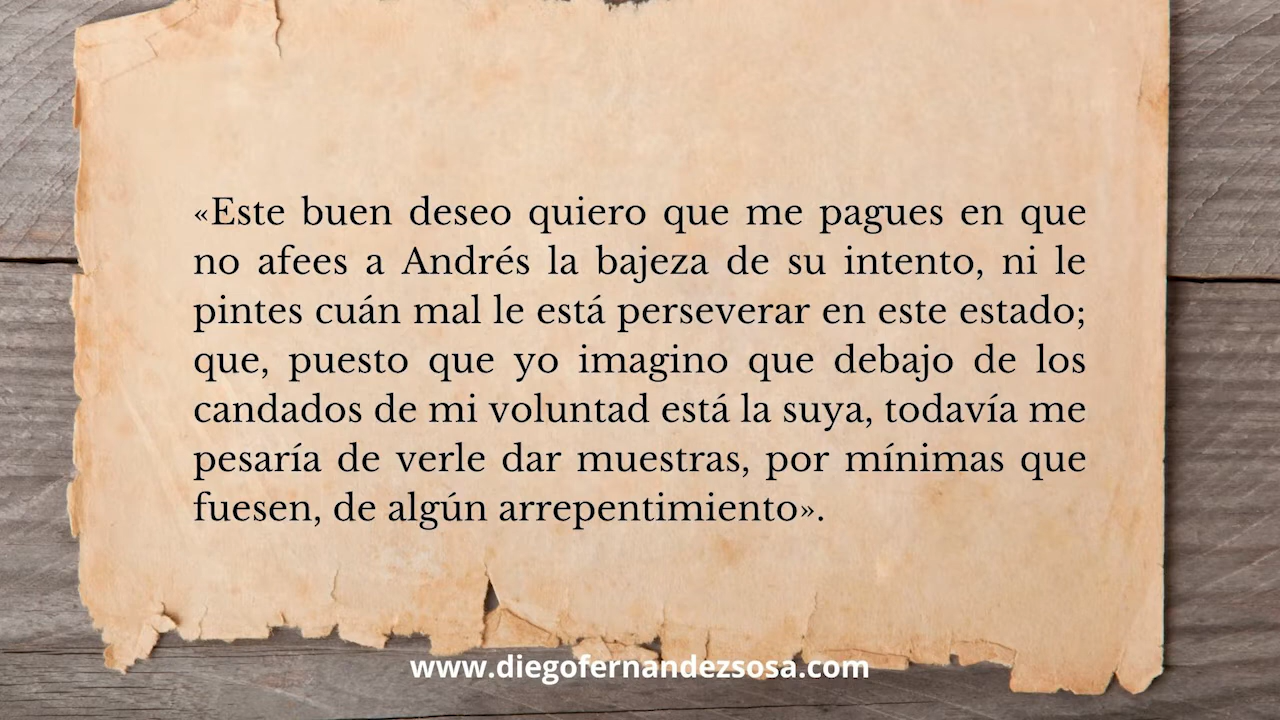 «Este buen deseo quiero que me pagues en que
no afees a Andrés la bajeza de su intento, ni le
pintes cuán mal le está perseverar en este estado;
que, puesto que yo imagino que debajo de los
candados de mi voluntad está la suya, todavía me
pesaría de verle dar muestras, por mínimas que
fuesen, de algún arrepentimiento».
www.diegofernandezsosa.com